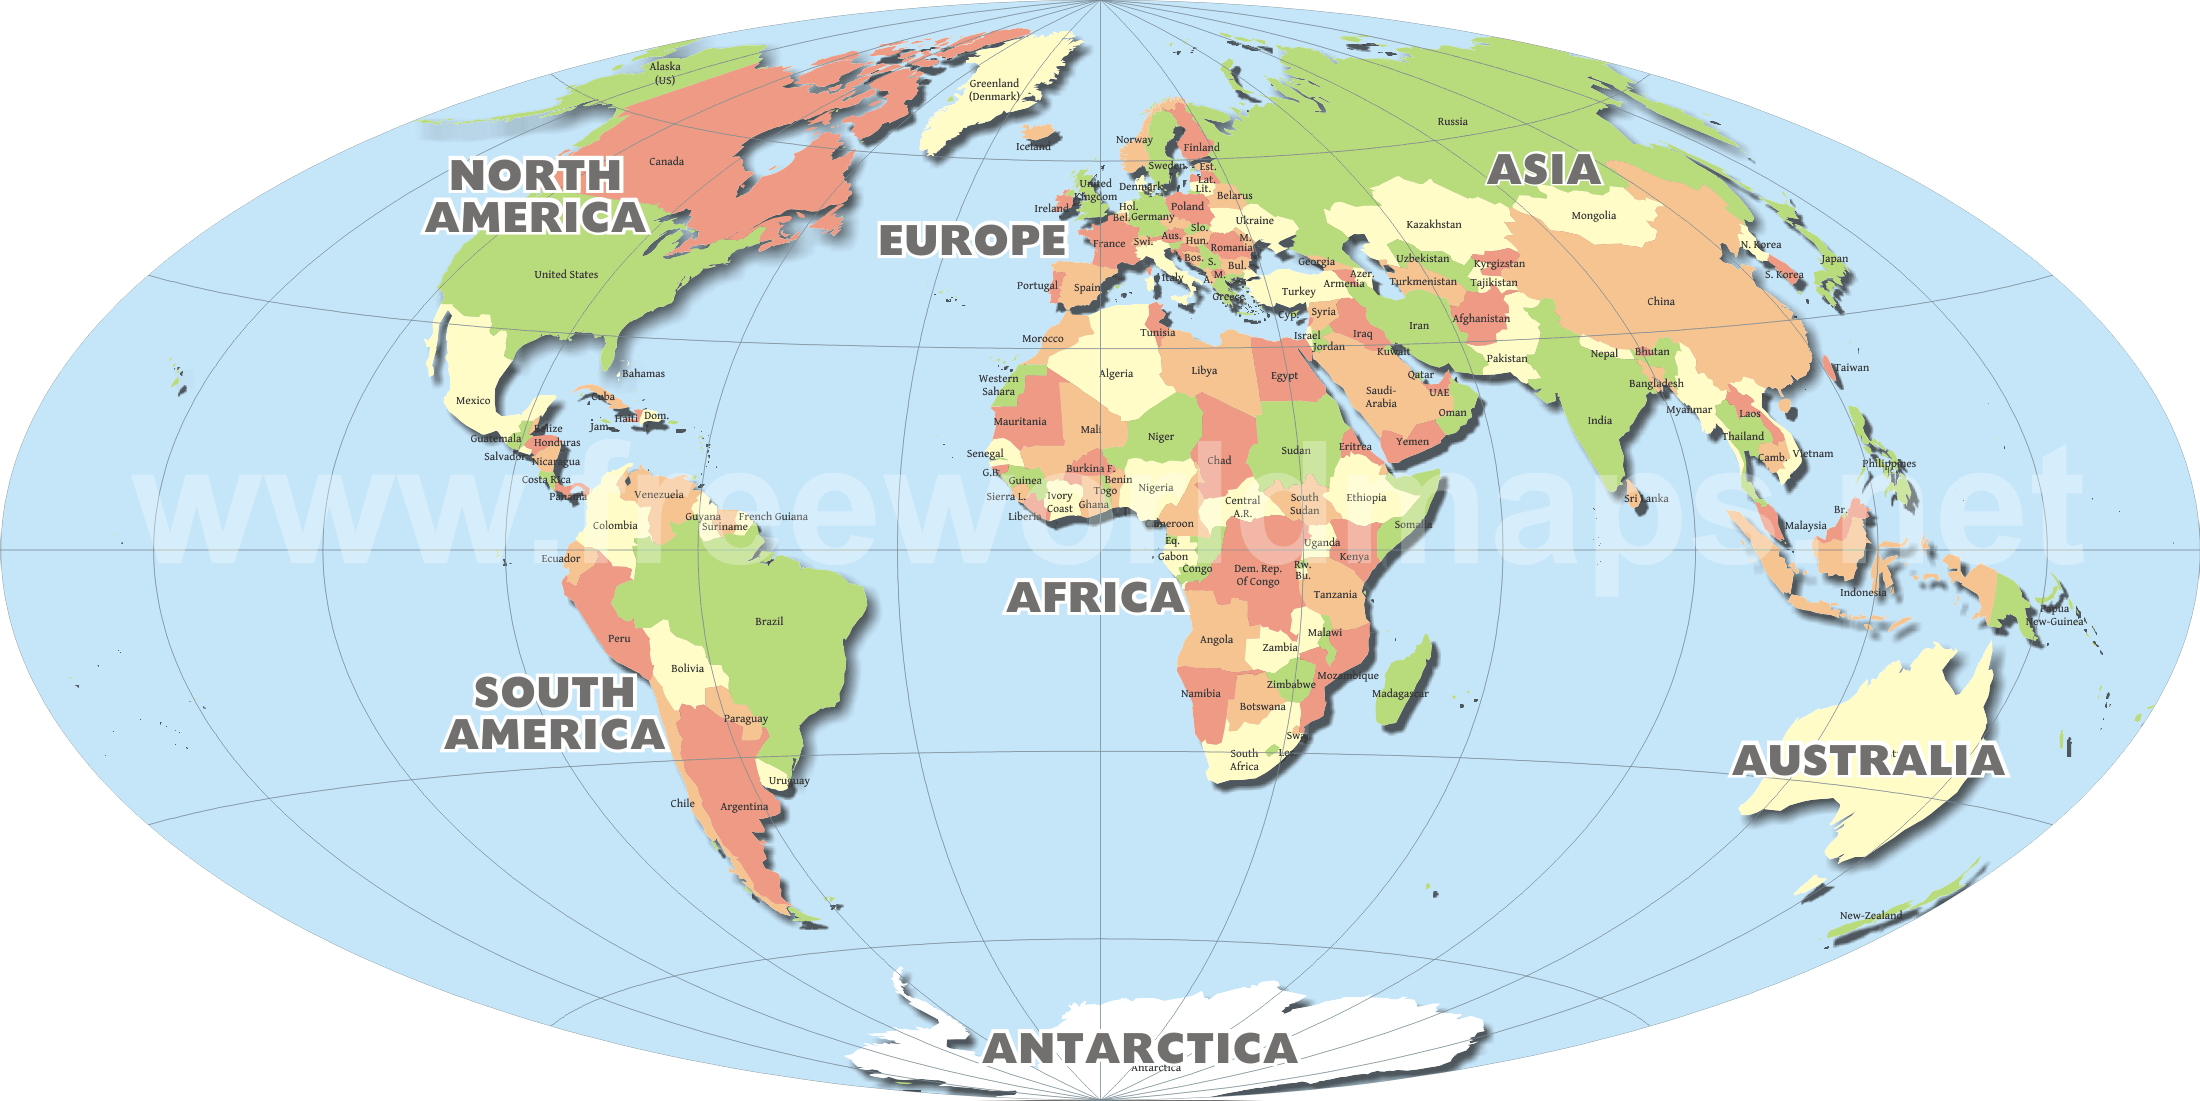 Alaska
(US)
Greenland
(Denmark)
Iceland
Canada
NORTH
AMERICA
United States
Mexico
Bahamas
Cuba
Haiti
Dom.
Jam.
Belize
Guatemala
Honduras
Salvador
Nicaragua
Costa Rica
Panama
Venezuela
Guyana
Suriname
French Guiana
Colombia
Ecuador
Peru
Brazil
Bolivia
SOUTH
AMERICA
Paraguay
Uruguay
Chile
Argentina
EUROPE
Norway
Sweden
Finland
Est.
Lat.
Lit.
Denmark
United
Kingdom
Ireland
Hol.
Bel.
Germany
Poland
Belarus
Ukraine
France
Swi.
Aus.
Slo.
Hun.
M.
Romania
Bos.
S.
Bul.
M.
A.
Italy
Greece
Portugal
Spain
Russia
ASIA
Kazakhstan
Mongolia
Georgia
Azer.
Armenia
Turkey
Cyp.
Syria
Israel
Jordan
Iraq
Kuwait
Iran
Uzbekistan
Turkmenistan
Kyrgizstan
Tajikistan
Afghanistan
Pakistan
China
N. Korea
S. Korea
Japan
Taiwan
Nepal
Bhutan
Bangladesh
India
Myanmar
Laos
Thailand
Camb.
Vietnam
Philippines
Sri Lanka
Br.
Malaysia
Indonesia
Papua
New-Guinea
Saudi-
Arabia
Qatar
UAE
Oman
Yemen
Morocco
Western
Sahara
Algeria
Tunisia
Libya
Egypt
Mauritania
Mali
Niger
Chad
Sudan
Eritrea
Senegal
G.B.
Guinea
Sierra L.
Liberia
Ivory
Coast
Burkina F.
Ghana
Togo
Benin
Nigeria
Cameroon
Central
A.R.
South
Sudan
Ethiopia
Somalia
Eq.
Gabon
Congo
Dem. Rep.
Of Congo
Uganda
Kenya
Rw.
Bu.
Tanzania
AFRICA
Angola
Zambia
Malawi
Mozambique
Zimbabwe
Namibia
Botswana
Madagascar
South
Africa
Sw.
Les.
AUSTRALIA
New-Zealand
ANTARCTICA
Antarctica
www.freeworldmaps.net